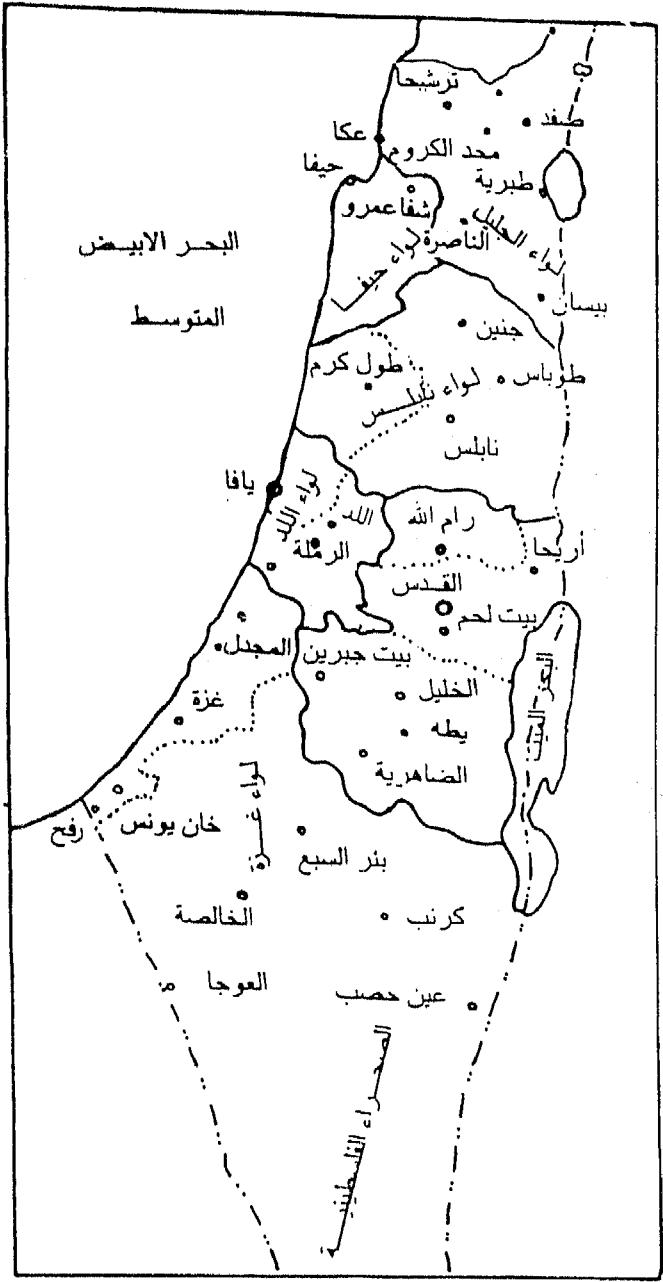 ترشيحا
صفد
عكا
محد الكروم
حيفا
طبرية
شفاعمرو
الناصرة
لواء الجليل
لواء حيفا
البحر الابيض
المتوسط
بيسان
جنين
طول كرم
طوباس
لواء نابلس
نابلس
يافا
لواء اللد
اللد
رام الله
الرملة
أريحا
القدس
بيت لحم
المجدل
بيت جبرين
البحر الميت
الخليل
غزة
يطه
الضاهرية
لواء غزة
خان يونس
رفح
بئر السبع
الخالصة
كرنب
العوجا
عين حصب
الصحراء الفلسطينية